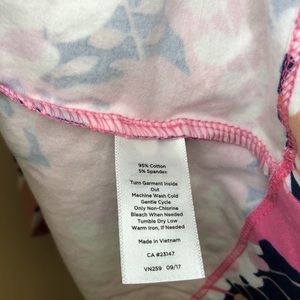 95% Cotton
5% Spandex
Turn Garment Inside
Out
Machine Wash Cold
Gentle Cycle
Only Non-Chlorine
Bleach When Needed
Tumble Dry Low
Warm Iron, If Needed
Made in Vietnam
CA #23147
VN259 09/17